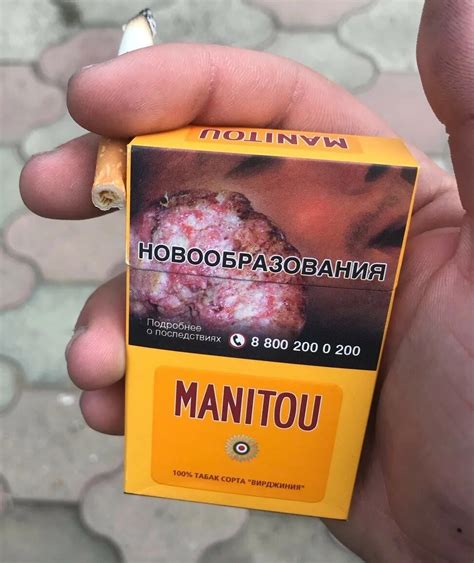 MANITOU
НОВООБРАЗОВАНИЯ
Подробнее
о последствиях
8 800 200 0 200
MANITOU
100% ТАБАК СОРТА "ВИРДЖИНИЯ"